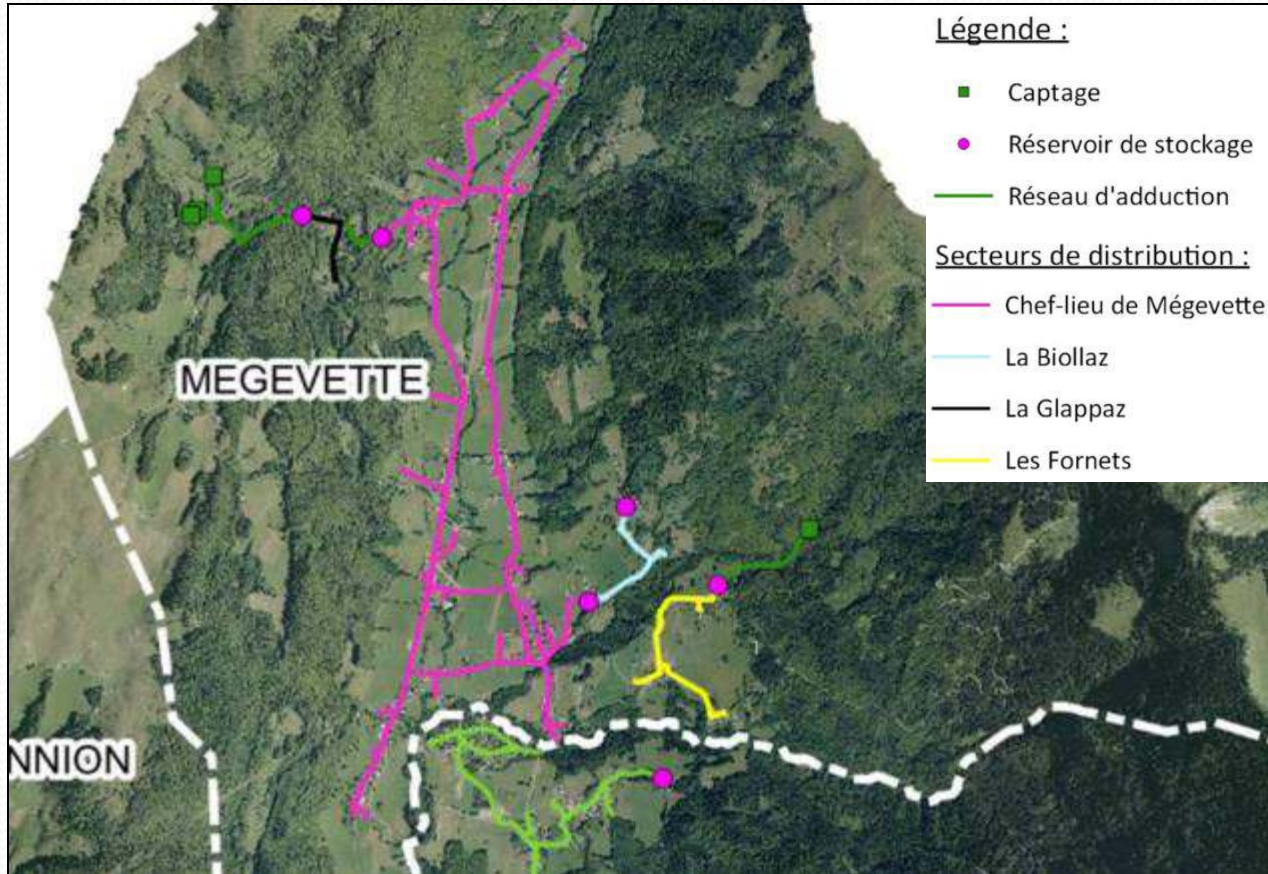 Légende :
Captage
Réservoir de stockage
Réseau d'adduction
Secteurs de distribution :
Chef-lieu de Mégevette
La Biollaz
La Glappaz
Les Fornets
MEGEVETTE
NNION